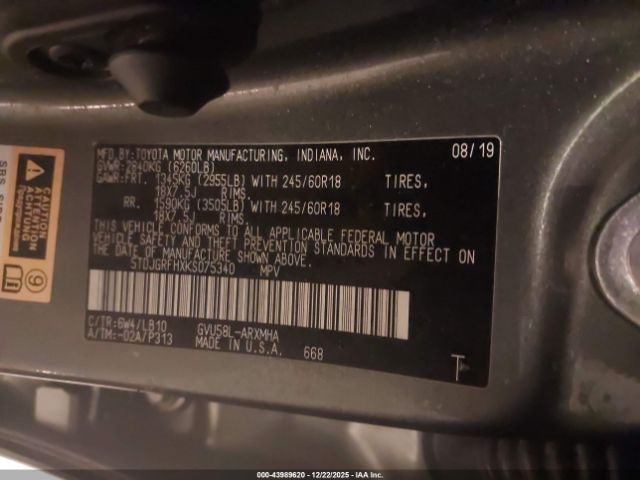 MFD.BY:TOYOTA MOTOR MANUFACTURING, INDIANA, INC. 08/19
GVWR:2840KG (6260LB)
GAWR:FRT. 1345KG (2955LB) WITH 245/60R18 TIRES,
18X7.5J RIMS.
RR. 1590KG (3505LB) WITH 245/60R18 TIRES,
18X7.5J RIMS.
THIS VEHICLE CONFORMS TO ALL APPLICABLE FEDERAL MOTOR
VEHICLE SAFETY AND THEFT PREVENTION STANDARDS IN EFFECT ON
THE DATE OF MANUFACTURE SHOWN ABOVE.
5TDJGRFHXKS075340 MPV
C/TR:6W4/LB10 GVU58L-ARXMHA
A/TM:-02A/P313 MADE IN U.S.A. 668
T
CAUTION
ATTENTION
ACHTUNG
9
000-43989620 - 12/22/2025 - IAA Inc.